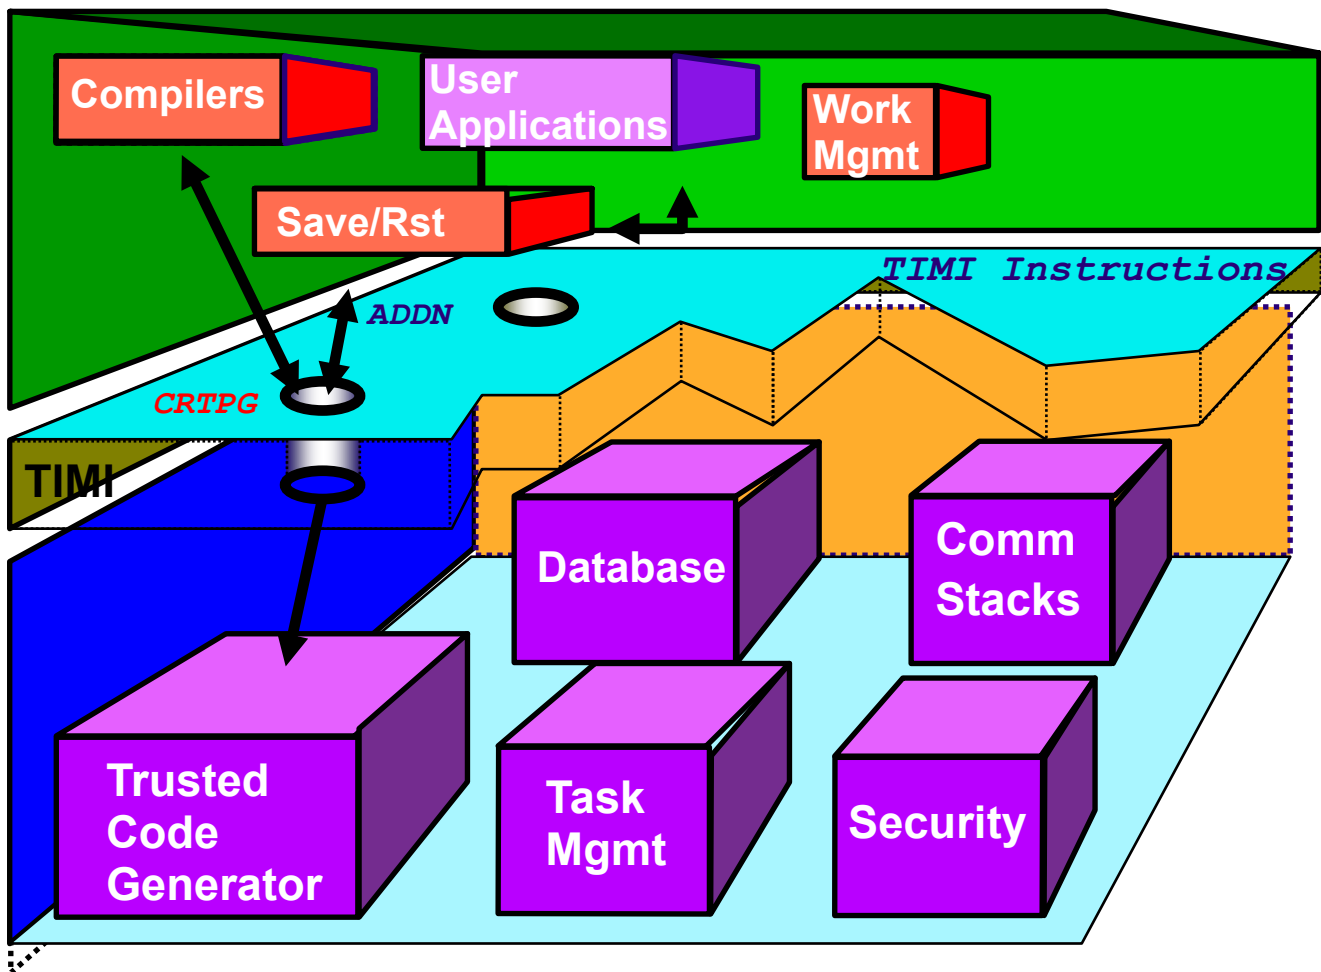 Compilers
User
Applications
Work
Mgmt
Save/Rst
TIMI Instructions
ADDN
CRTPG
TIMI
Database
Comm
Stacks
Trusted
Code
Generator
Task
Mgmt
Security